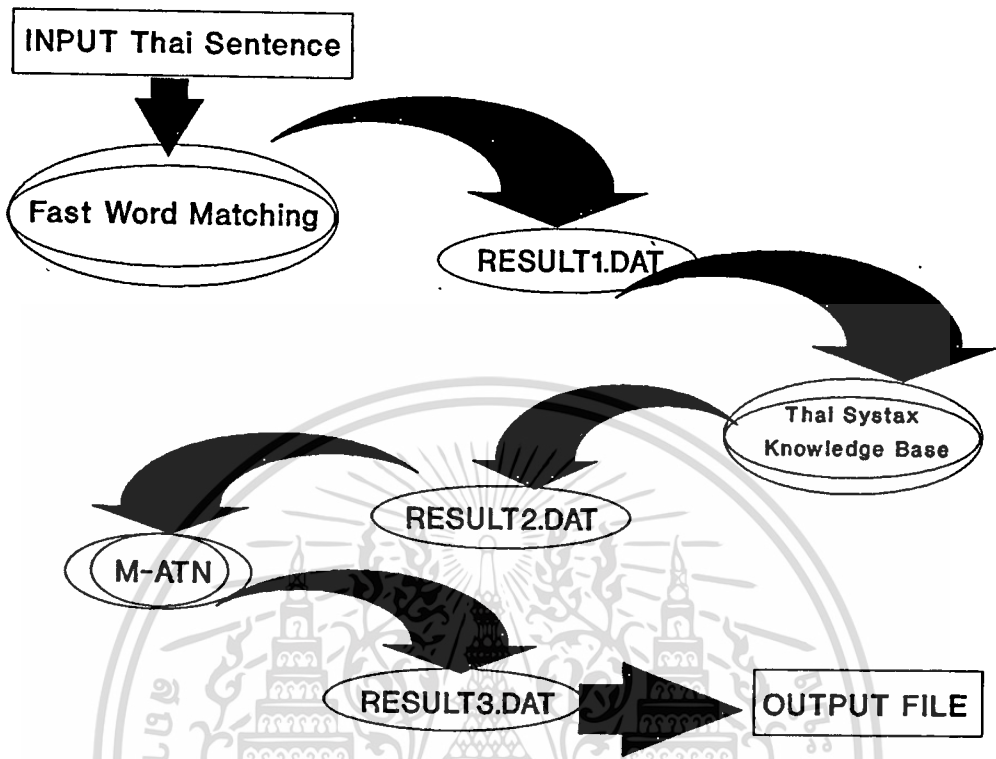 INPUT Thai Sentence
Fast Word Matching
RESULT1.DAT
Thai Systax
Knowledge Base
RESULT2.DAT
M-ATN
RESULT3.DAT
OUTPUT FILE